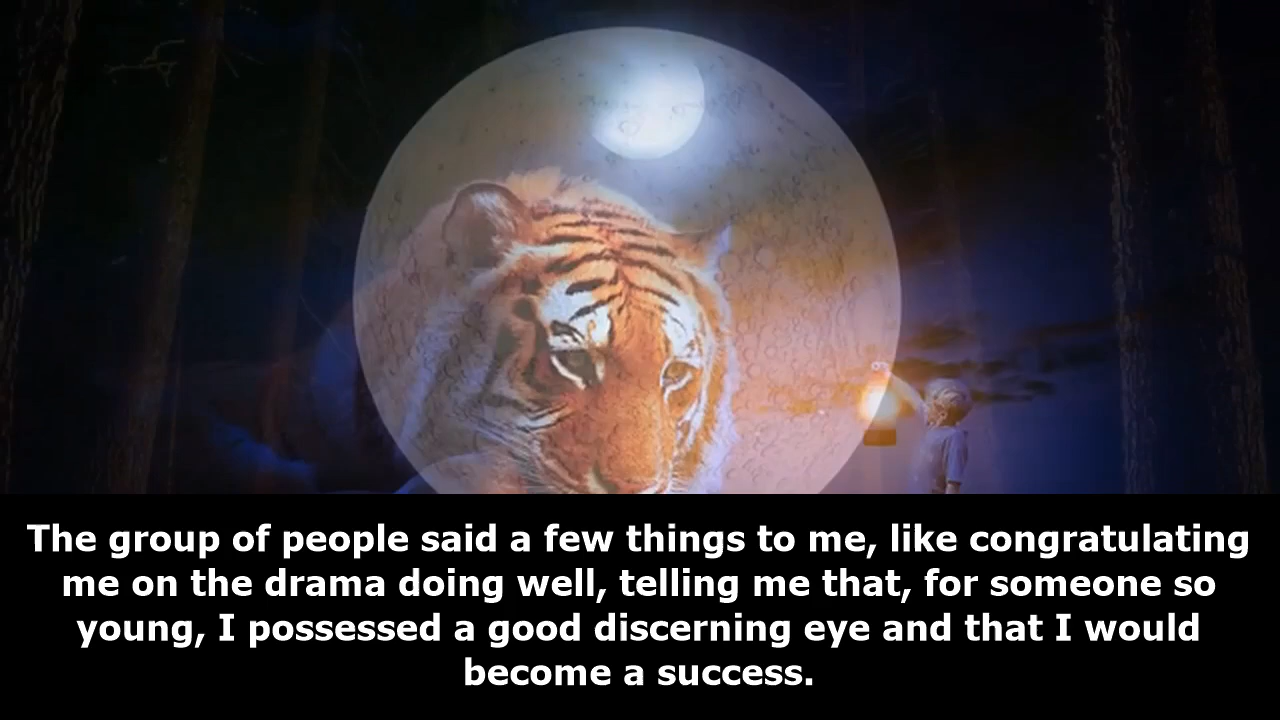 The group of people said a few things to me, like congratulating
me on the drama doing well, telling me that, for someone so
young, I possessed a good discerning eye and that I would
become a success.